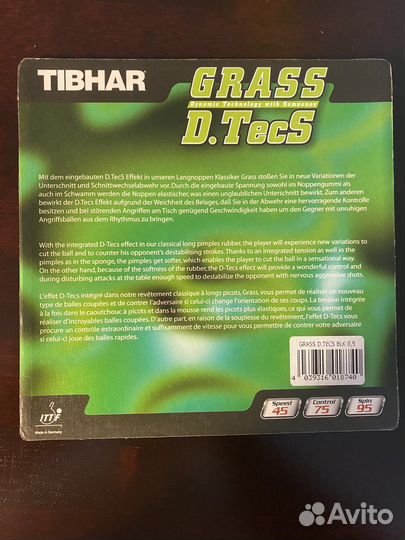 TIBHAR GRASS
Dynamic Technology with Someones
D.TecS
Mit dem eingebauten D.TecS Effekt in unseren Langnoppen Klassiker Grass stoßen Sie in neue Variationen der
Unterschnitt und Schnittwechselabwehr vor. Durch die eingebaute Spannung sowohl im Noppengummi als
auch im Schwamm werden die Noppen elastischer, was einen unglaublichen Unterschnitt bewirkt. Zum anderen
bewirkt der D.Tecs Effekt aufgrund der Weichheit des Belages, daß Sie in der Abwehr eine hervorragende Kontrolle
besitzen und bei störenden Angriffen am Tisch genügend Geschwindigkeit haben um den Gegner mit unruhigen
Angriffsbällen aus dem Rhythmus zu bringen.
With the integrated D-Tecs effect in our classical long pimples rubber, the player will experience new variations to
cut the ball and to counter his opponent's destabilising strokes. Thanks to an integrated tension as well in the
pimples as in the sponge, the pimples get softer, which enables the player to cut the ball in a sensational way.
On the other hand, because of the softness of the rubber, the D-Tecs effect will provide a wonderful control and
during disturbing attacks at the table enough speed to destabilize the opponent with nervous aggressive shots.
L'effet D-Tecs intégré dans notre revêtement classique à longs picots, Grass, vous permet de réaliser un nouveau
type de balles coupées et de contrer l'adversaire si celui-ci change l'orientation de ses coups. La tension intégrée
à la fois dans le caoutchouc à picots et dans la mousse rend les picots plus élastiques, ce qui vous permet de
réaliser d'incroyables balles coupées. D'autre part, en raison de la souplesse du revêtement, l'effet D-Tecs vous
procure un contrôle extraordinaire et suffisamment de vitesse pour vous permettre de contrer votre adversaire
si celui-ci joue des balles rapides.
GRASS D.TECS BLK 0,5
4 039316 018740
ITTF
Made in Germany
Speed Control Spin
45 75 95
Avito